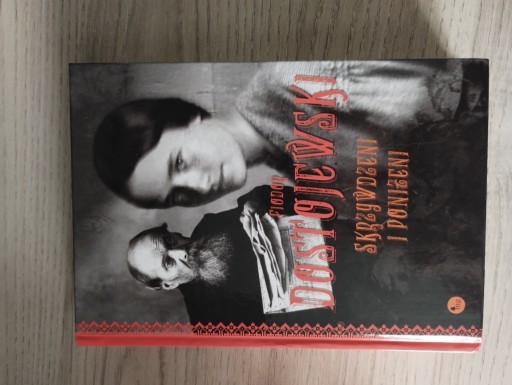 FIODOR
DOSTOJEWSKI
SKRZYWDZENI
I PONIŻENI